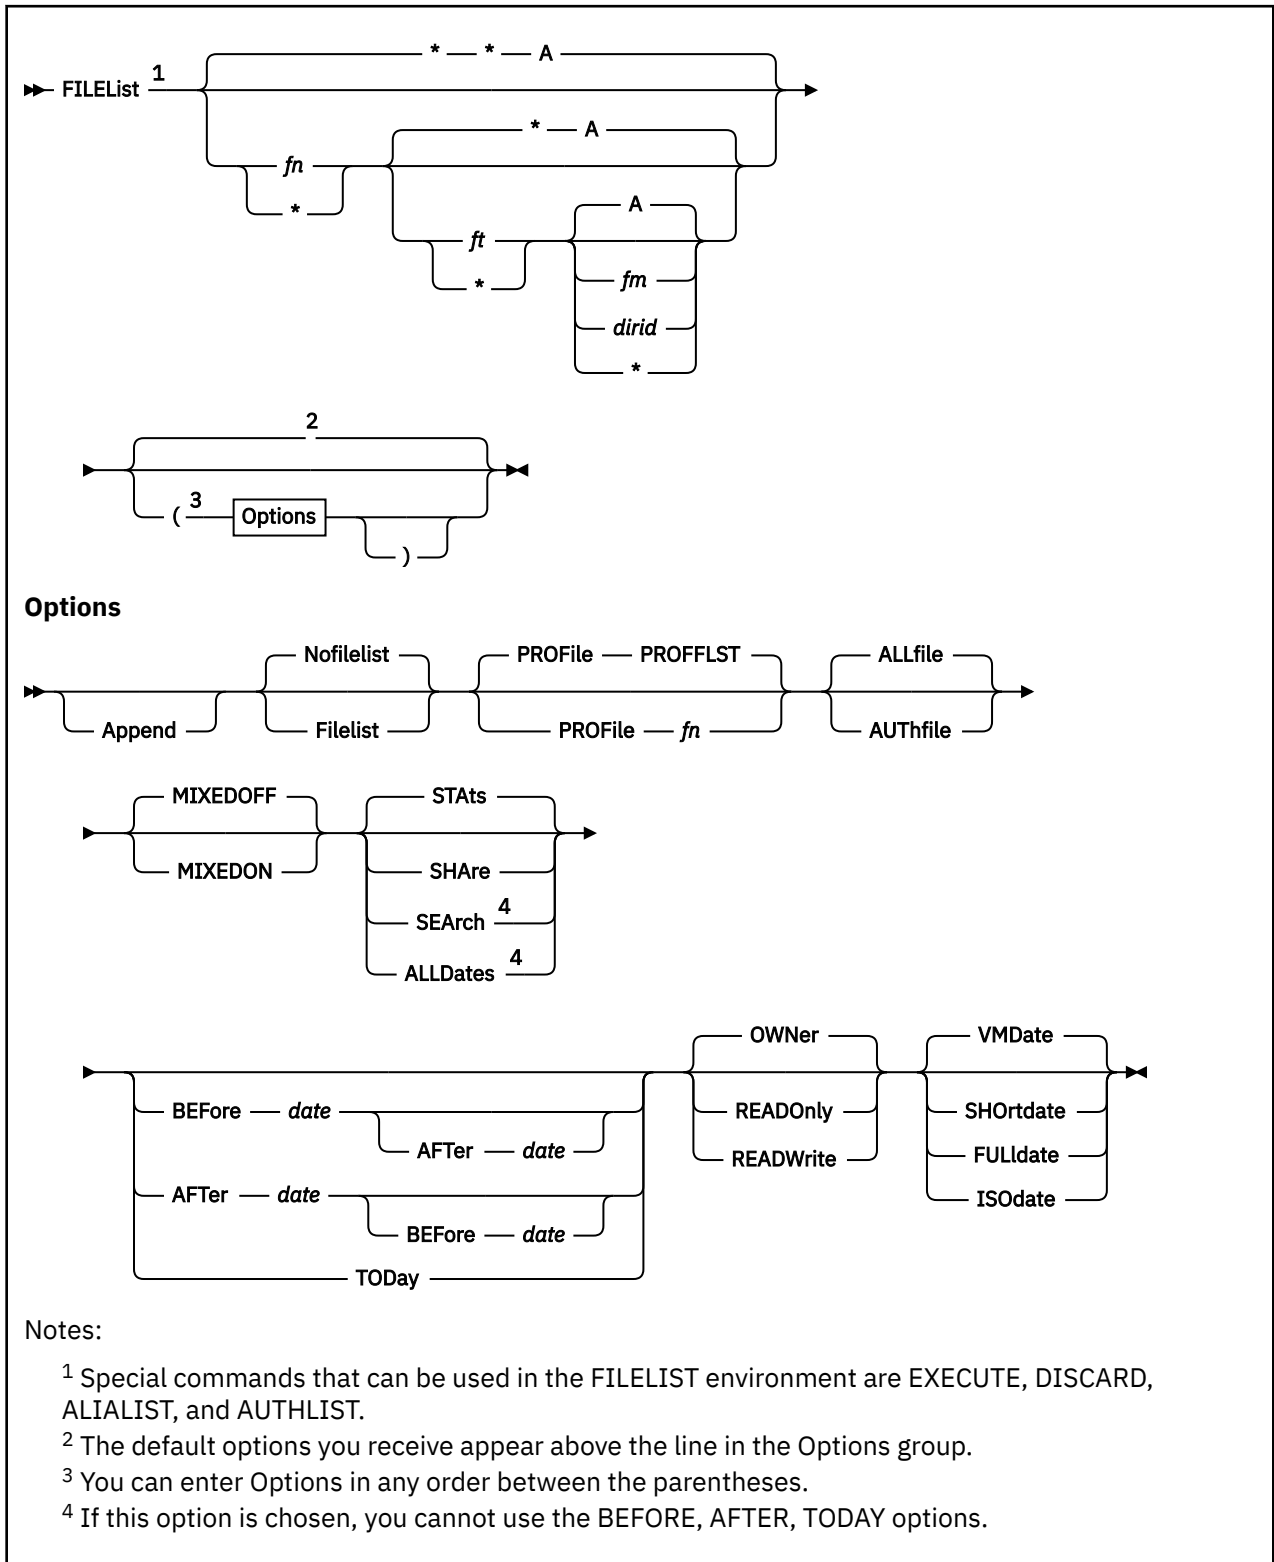 * * A
FILEList 1
* A
fn
*
A
ft
*
fm
dirid
*
2
( 3 Options
)
Options
Nofilelist PROFile PROFFLST ALLfile
Append Filelist PROFile fn AUThfile
MIXEDOFF STAts
MIXEDON SHAre
SEArch 4
ALLDates 4
OWNer VMDate
BEFore date READOnly SHOrtdate
AFTer date READWrite FULldate
AFTer date ISOdate
BEFore date
TODay
Notes:
1 Special commands that can be used in the FILELIST environment are EXECUTE, DISCARD,
ALIALIST, and AUTHLIST.
2 The default options you receive appear above the line in the Options group.
3 You can enter Options in any order between the parentheses.
4 If this option is chosen, you cannot use the BEFORE, AFTER, TODAY options.